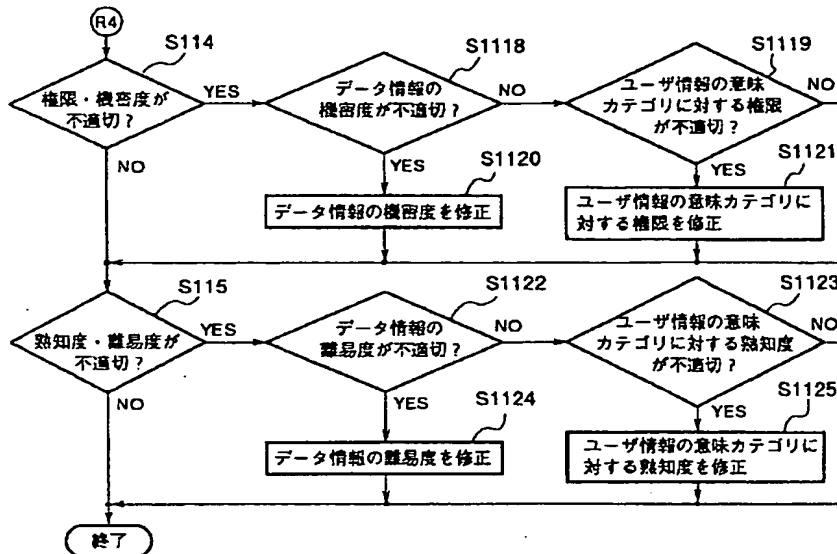 R4
S114
権限・機密度が
不適切？
YES
NO
S1118
データ情報の
機密度が不適切？
NO
YES
S1119
ユーザ情報の意味
カテゴリに対する権限
が不適切？
NO
YES
S1120
データ情報の機密度を修正
S1121
ユーザ情報の意味カテゴリに
対する権限を修正
S115
熟知度・難易度が
不適切？
YES
NO
S1122
データ情報の
難易度が不適切？
NO
YES
S1123
ユーザ情報の意味
カテゴリに対する熟知度
が不適切？
NO
YES
S1124
データ情報の難易度を修正
S1125
ユーザ情報の意味カテゴリに
対する熟知度を修正
終了